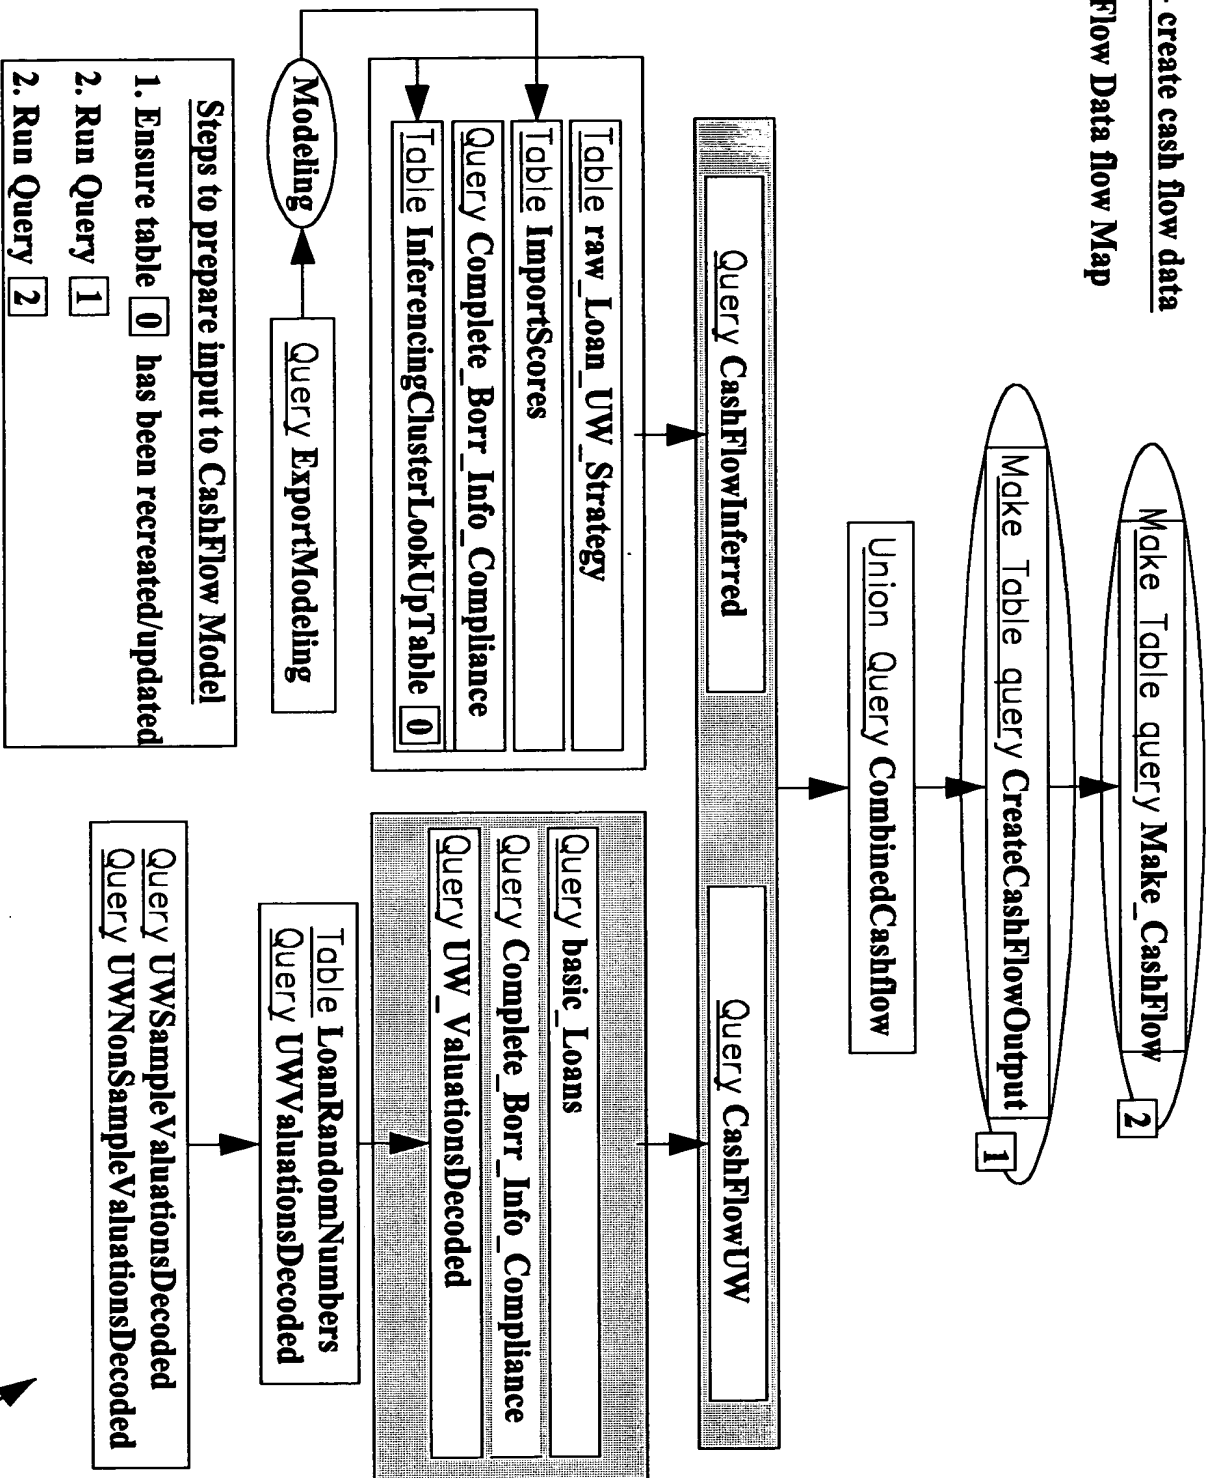 - create cash flow data
Flow Data flow Map
Make Table query Make_CashFlow
2
Make Table query CreateCashFlowOutput
1
Union Query CombinedCashflow
Query CashFlowInferred
Query CashFlowUW
Table raw_Loan_UW_Strategy
Table ImportScores
Query Complete_Borr_Info_Compliance
Table InferencingClusterLookUpTable 0
Query basic_Loans
Query Complete_Borr_Info_Compliance
Query UW_ValuationsDecoded
Modeling
Query ExportModeling
Table LoanRandomNumbers
Query UWValuationsDecoded
Query UWSampleValuationsDecoded
Query UWNonSampleValuationsDecoded
Steps to prepare input to CashFlow Model
1. Ensure table 0 has been recreated/updated
2. Run Query 1
2. Run Query 2